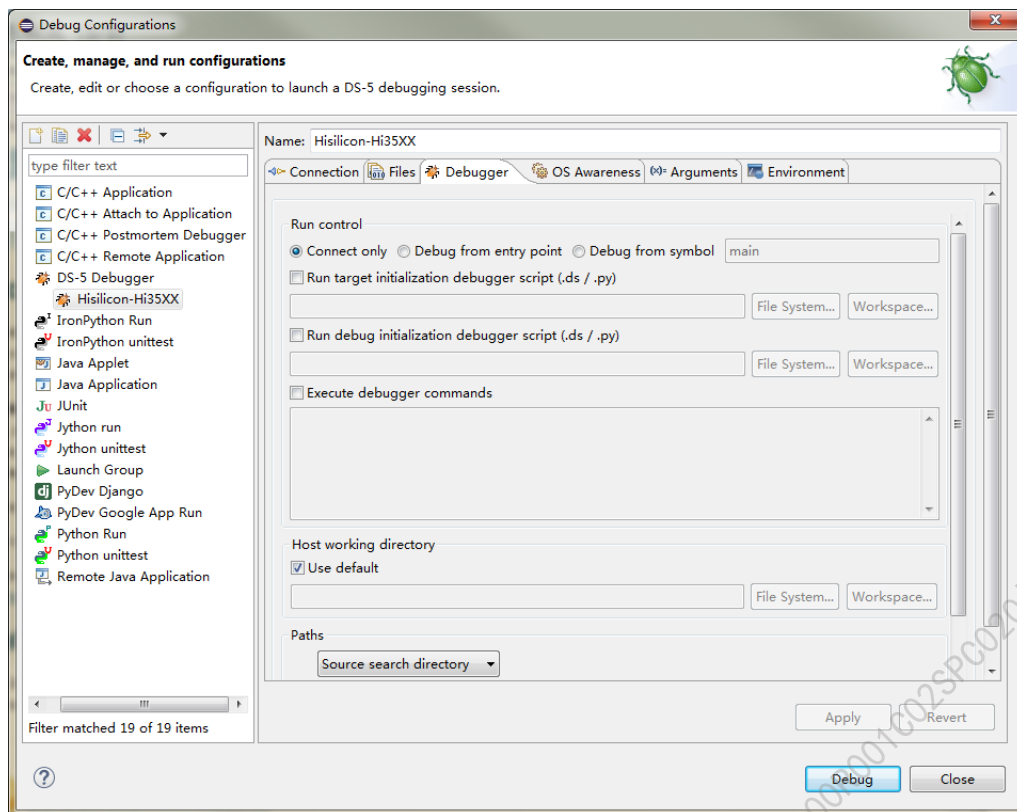 Debug Configurations
Create, manage, and run configurations
Create, edit or choose a configuration to launch a DS-5 debugging session.
type filter text
C/C++ Application
C/C++ Attach to Application
C/C++ Postmortem Debugger
C/C++ Remote Application
DS-5 Debugger
Hisilicon-Hi35XX
IronPython Run
IronPython unittest
Java Applet
Java Application
JUnit
Jython run
Jython unittest
Launch Group
PyDev Django
PyDev Google App Run
Python Run
Python unittest
Remote Java Application
Filter matched 19 of 19 items
Name: Hisilicon-Hi35XX
Connection Files Debugger OS Awareness Arguments Environment
Run control
Connect only Debug from entry point Debug from symbol main
Run target initialization debugger script (.ds / .py)
File System... Workspace...
Run debug initialization debugger script (.ds / .py)
File System... Workspace...
Execute debugger commands
Host working directory
Use default
File System... Workspace...
Paths
Source search directory
Apply Revert
Debug Close